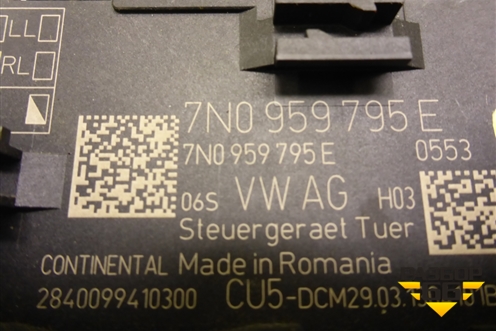 LL
RL
7N0 959 795 E
7N0 959 795 E 0553
06S VW AG H03
Steuergeraet Tuer
CONTINENTAL Made in Romania
2840099410300 CU5-DCM29.03.